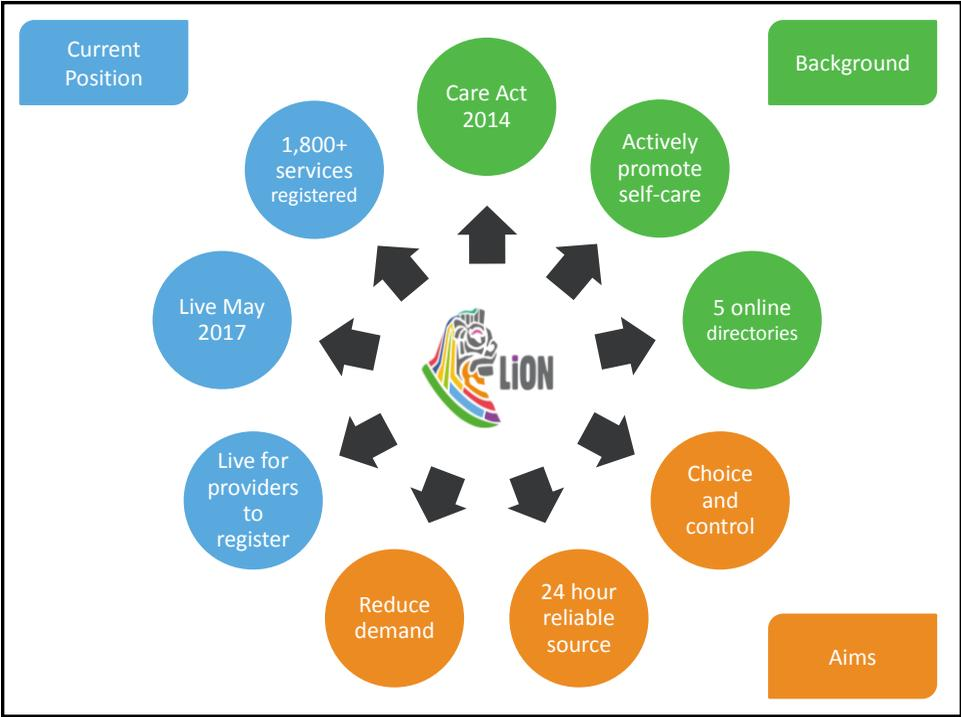 Current
Position
Background
Care Act
2014
Actively
promote
self-care
5 online
directories
Choice
and
control
24 hour
reliable
source
Reduce
demand
Live for
providers
to
register
Live May
2017
1,800+
services
registered
LiON
Aims